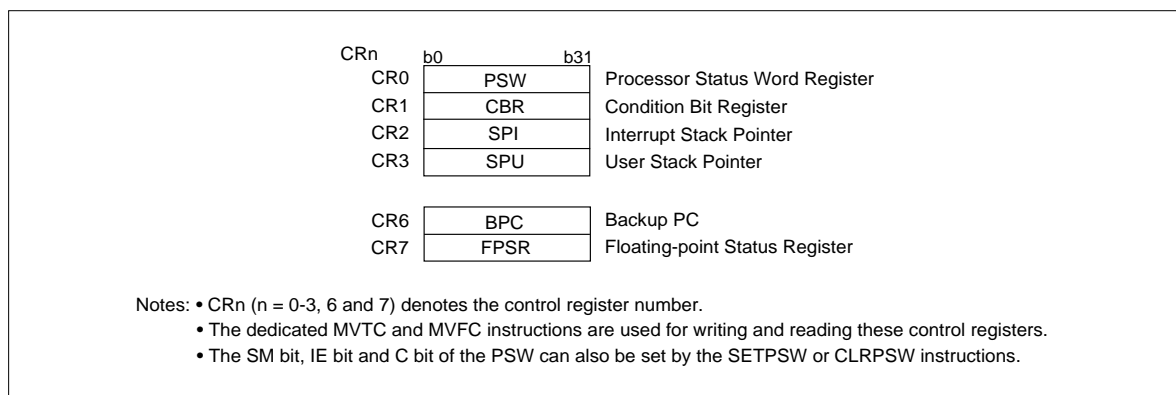 CRn b0 b31
CR0 PSW Processor Status Word Register
CR1 CBR Condition Bit Register
CR2 SPI Interrupt Stack Pointer
CR3 SPU User Stack Pointer
CR6 BPC Backup PC
CR7 FPSR Floating-point Status Register
Notes: • CRn (n = 0-3, 6 and 7) denotes the control register number.
• The dedicated MVTC and MVFC instructions are used for writing and reading these control registers.
• The SM bit, IE bit and C bit of the PSW can also be set by the SETPSW or CLRPSW instructions.